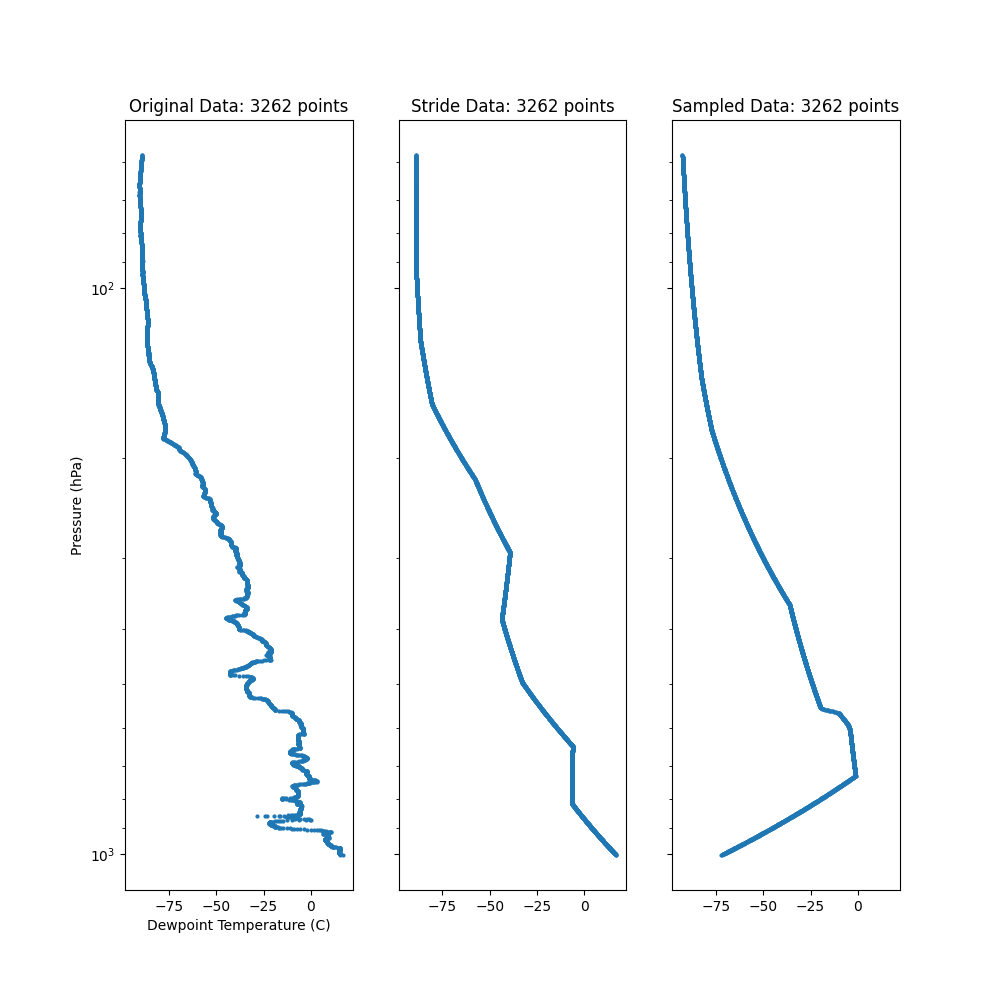 Original Data: 3262 points
Stride Data: 3262 points
Sampled Data: 3262 points
Pressure (hPa)
10²
10³
−75 −50 −25 0
−75 −50 −25 0
−75 −50 −25 0
Dewpoint Temperature (C)